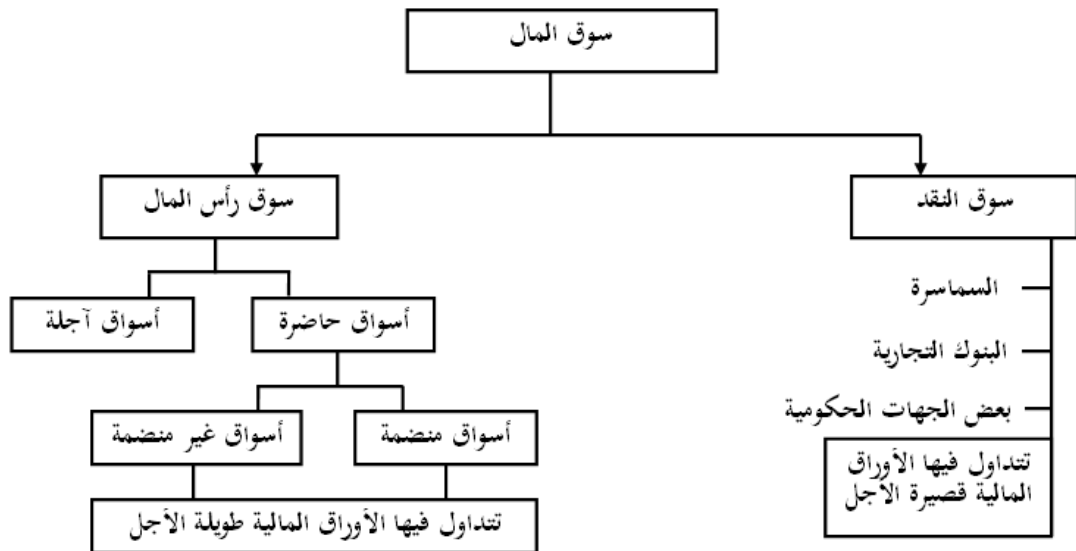 سوق المال
سوق النقد
سوق رأس المال
السماسرة
أسواق حاضرة
أسواق آجلة
البنوك التجارية
بعض الجهات الحكومية
أسواق منضمة
أسواق غير منضمة
تتداول فيها الأوراق
المالية قصيرة الأجل
تتداول فيها الأوراق المالية طويلة الأجل